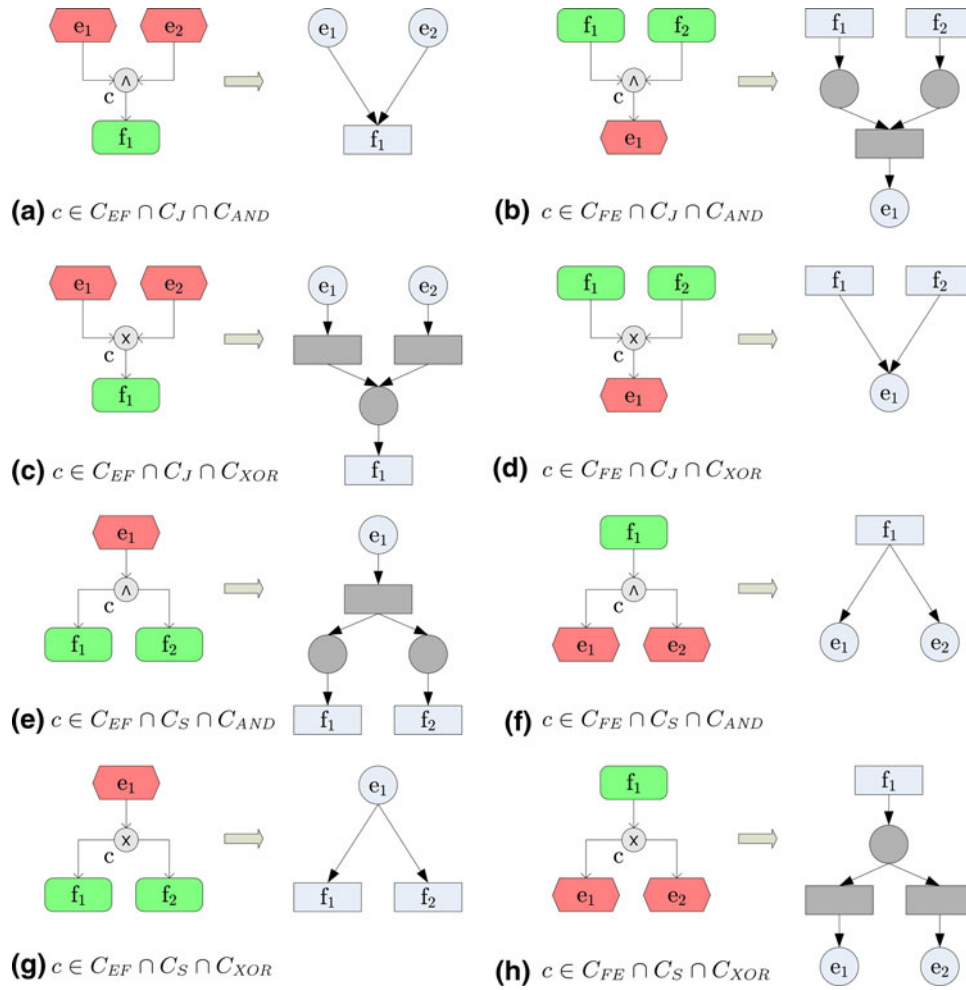 e1 e2 e1 e2 f1 f2 f1 f2
∧ ∧
c c
f1 f1 e1
e1
(a) c ∈ C_EF ∩ C_J ∩ C_AND
(b) c ∈ C_FE ∩ C_J ∩ C_AND
e1 e2 e1 e2 f1 f2 f1 f2
x x
c c
f1 e1 e1
f1
(c) c ∈ C_EF ∩ C_J ∩ C_XOR
(d) c ∈ C_FE ∩ C_J ∩ C_XOR
e1 e1 f1 f1
∧ ∧
c c
f1 f2 e1 e2 e1 e2
f1 f2
(e) c ∈ C_EF ∩ C_S ∩ C_AND
(f) c ∈ C_FE ∩ C_S ∩ C_AND
e1 e1 f1 f1
x x
c c
f1 f2 f1 f2 e1 e2
e1 e2
(g) c ∈ C_EF ∩ C_S ∩ C_XOR
(h) c ∈ C_FE ∩ C_S ∩ C_XOR